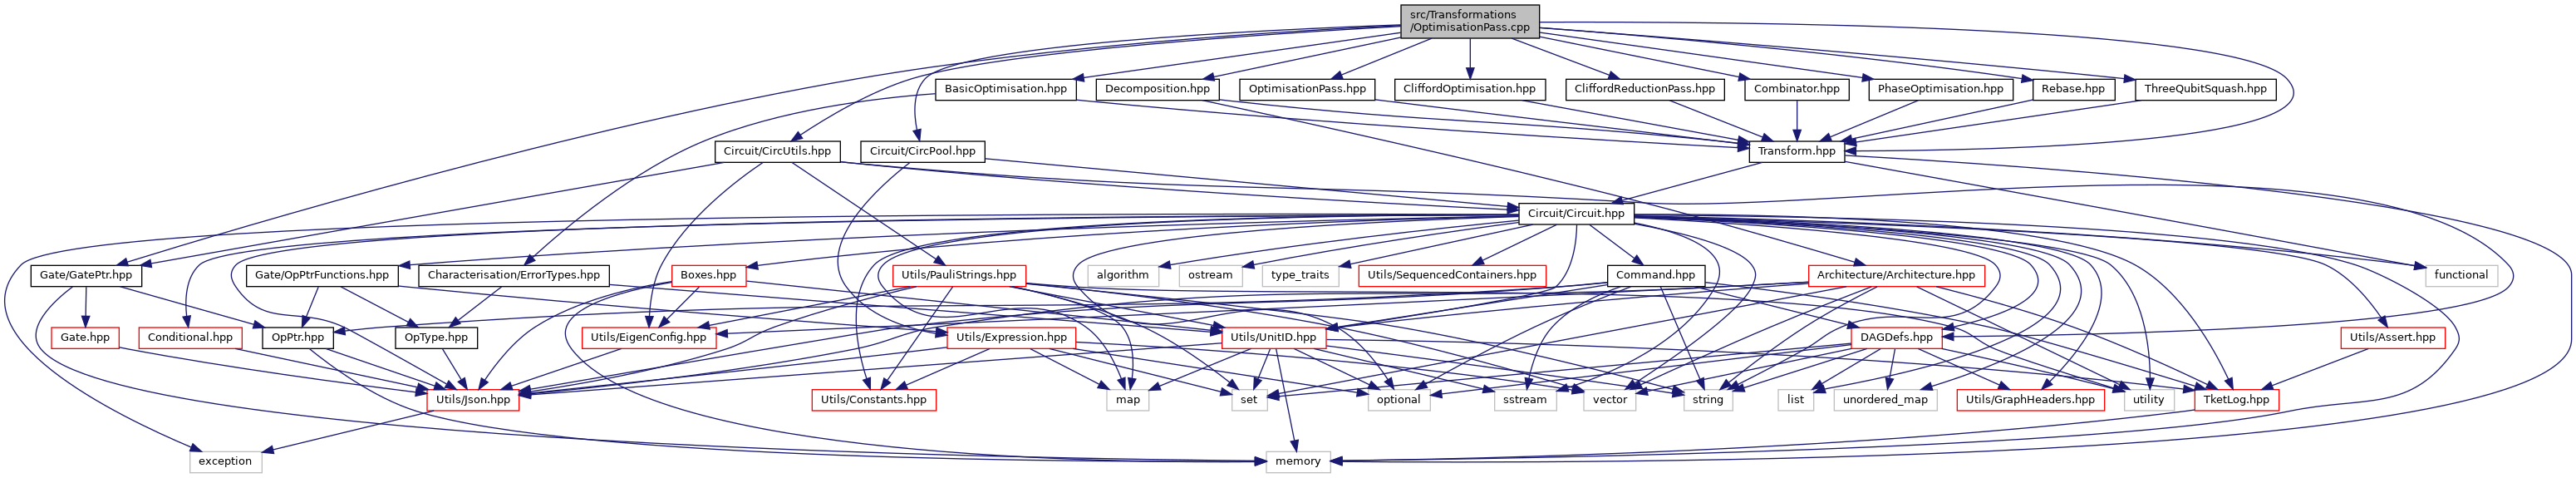 src/Transformations
/OptimisationPass.cpp
BasicOptimisation.hpp
Decomposition.hpp
OptimisationPass.hpp
CliffordOptimisation.hpp
CliffordReductionPass.hpp
Combinator.hpp
PhaseOptimisation.hpp
Rebase.hpp
ThreeQubitSquash.hpp
Circuit/CircUtils.hpp
Circuit/CircPool.hpp
Transform.hpp
Circuit/Circuit.hpp
Gate/GatePtr.hpp
Gate/OpPtrFunctions.hpp
Characterisation/ErrorTypes.hpp
Boxes.hpp
Utils/PauliStrings.hpp
algorithm
ostream
type_traits
Utils/SequencedContainers.hpp
Command.hpp
Architecture/Architecture.hpp
functional
Gate.hpp
Conditional.hpp
OpPtr.hpp
OpType.hpp
Utils/EigenConfig.hpp
Utils/Expression.hpp
Utils/UnitID.hpp
DAGDefs.hpp
Utils/Assert.hpp
Utils/Json.hpp
Utils/Constants.hpp
map
set
optional
sstream
vector
string
list
unordered_map
Utils/GraphHeaders.hpp
utility
TketLog.hpp
exception
memory